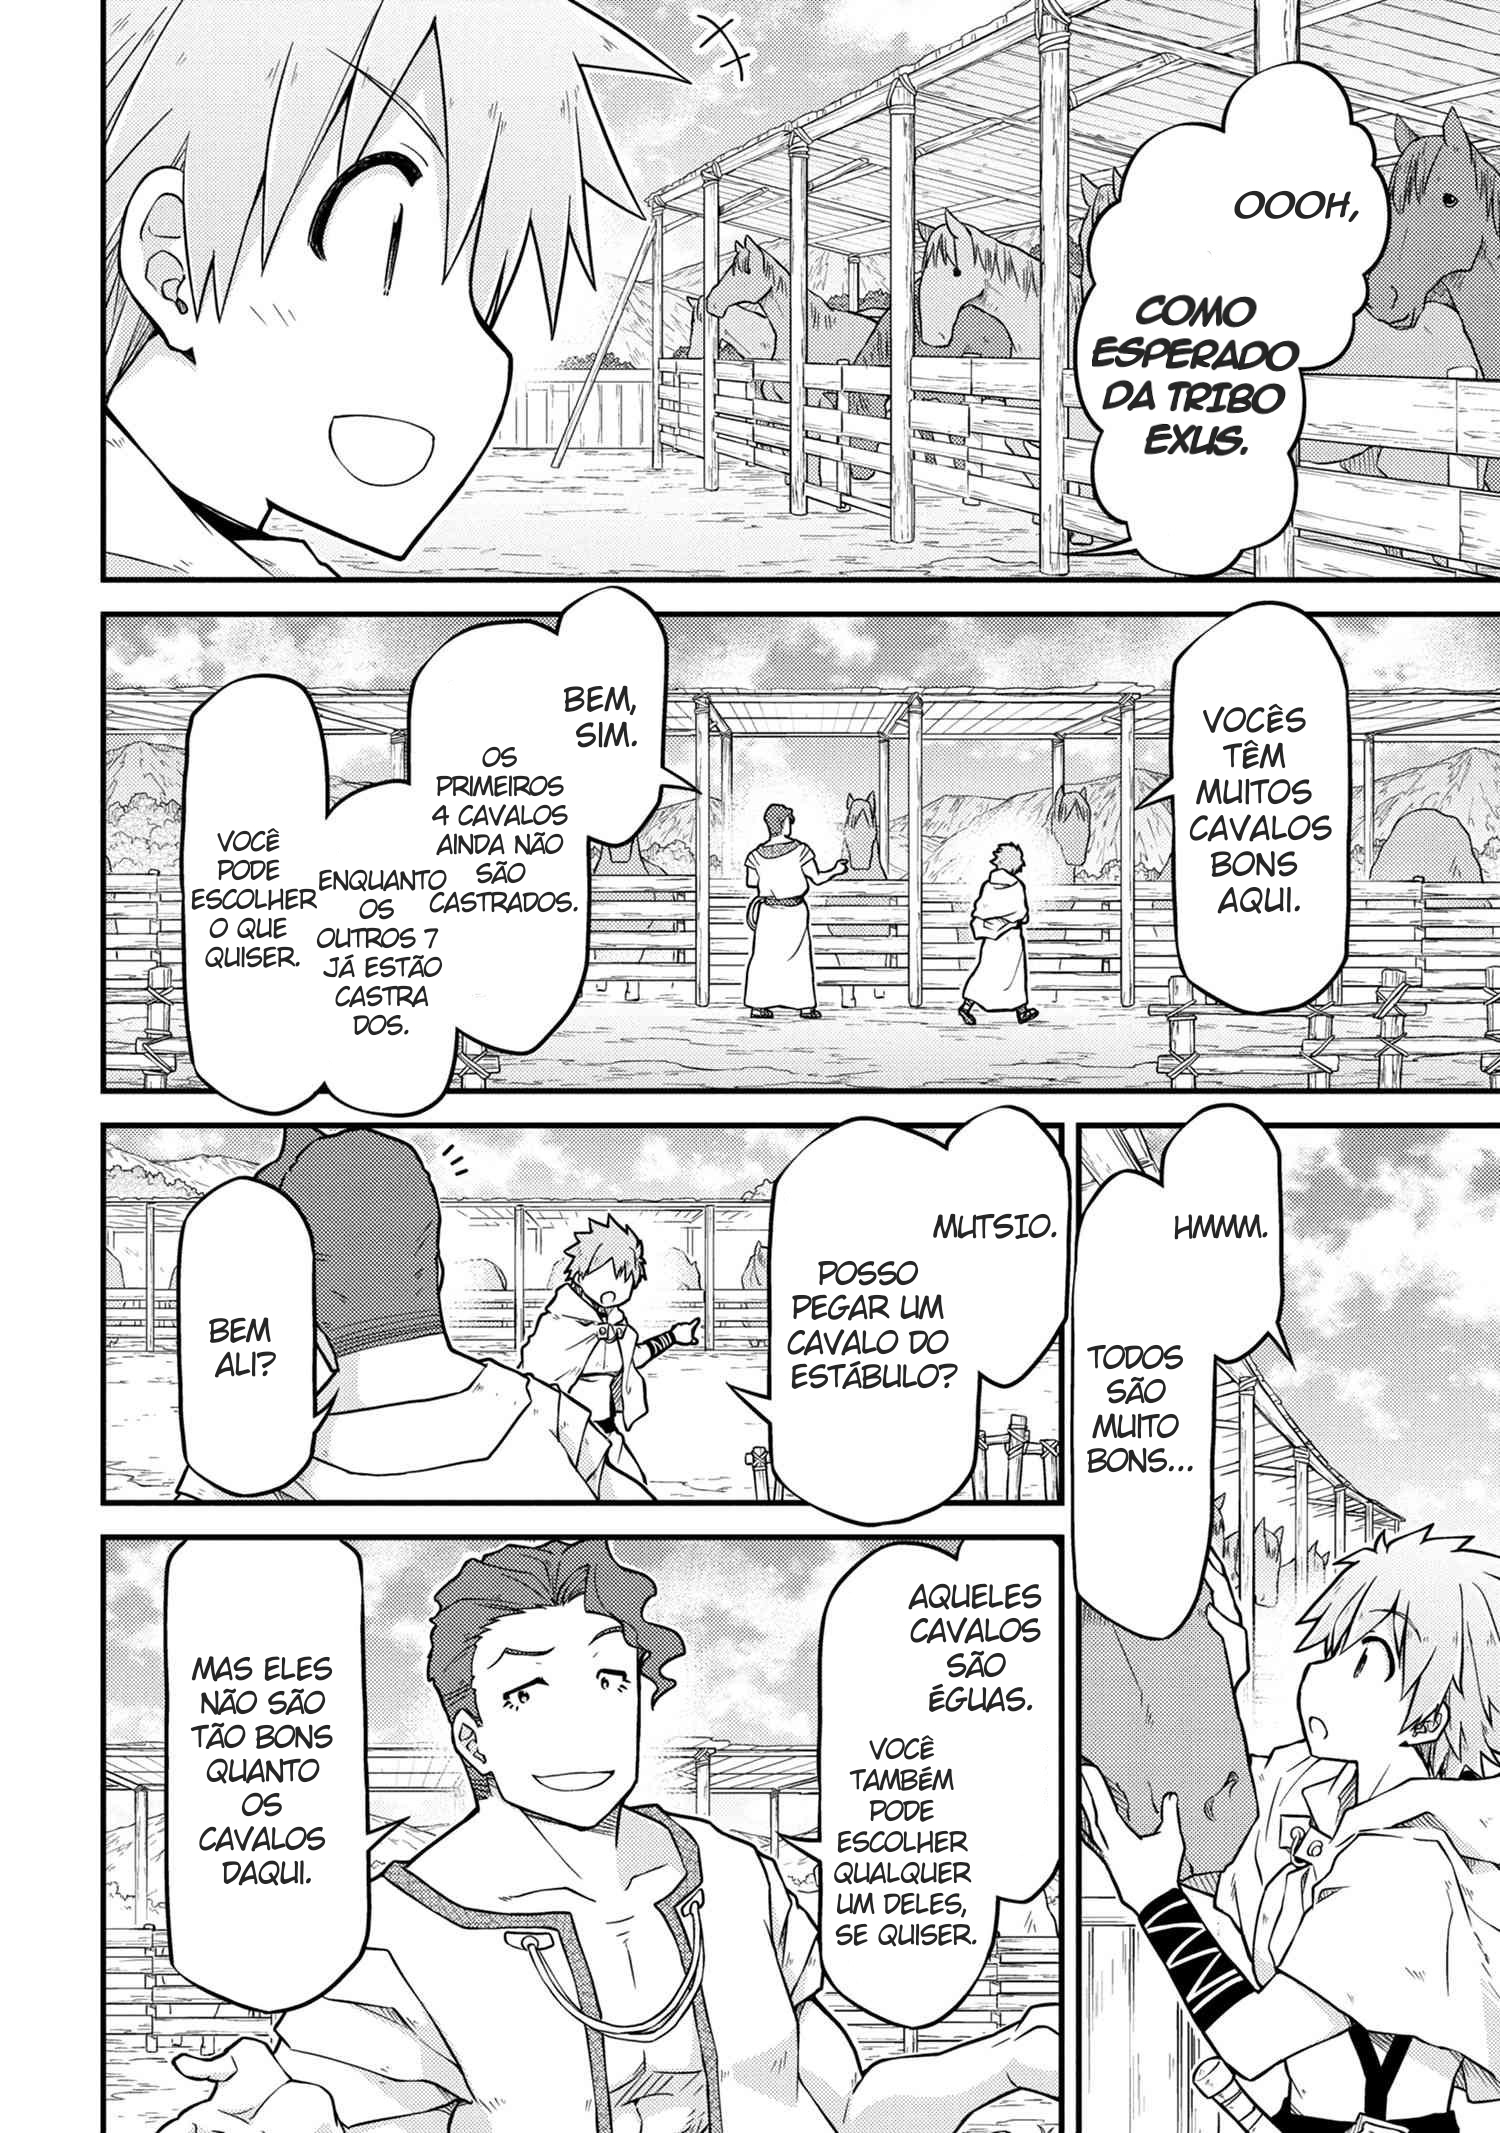 OOOH,
COMO
ESPERADO
DA TRIBO
EXUS.
VOCÊS
TÊM
MUITOS
CAVALOS
BONS
AQUI.
BEM,
SIM.
OS
PRIMEIROS
4 CAVALOS
AINDA NÃO
SÃO
CASTRADOS.
ENQUANTO
OS
OUTROS 7
JÁ ESTÃO
CASTRA
DOS.
VOCÊ
PODE
ESCOLHER
O QUE
QUISER.
HMMM.
TODOS
SÃO
MUITO
BONS...
MUTSIO.
POSSO
PEGAR UM
CAVALO DO
ESTÁBULO?
BEM
ALI?
AQUELES
CAVALOS
SÃO
ÉGUAS.
VOCÊ
TAMBÉM
PODE
ESCOLHER
QUALQUER
UM DELES,
SE QUISER.
MAS ELES
NÃO SÃO
TÃO BONS
QUANTO
OS
CAVALOS
DAQUI.